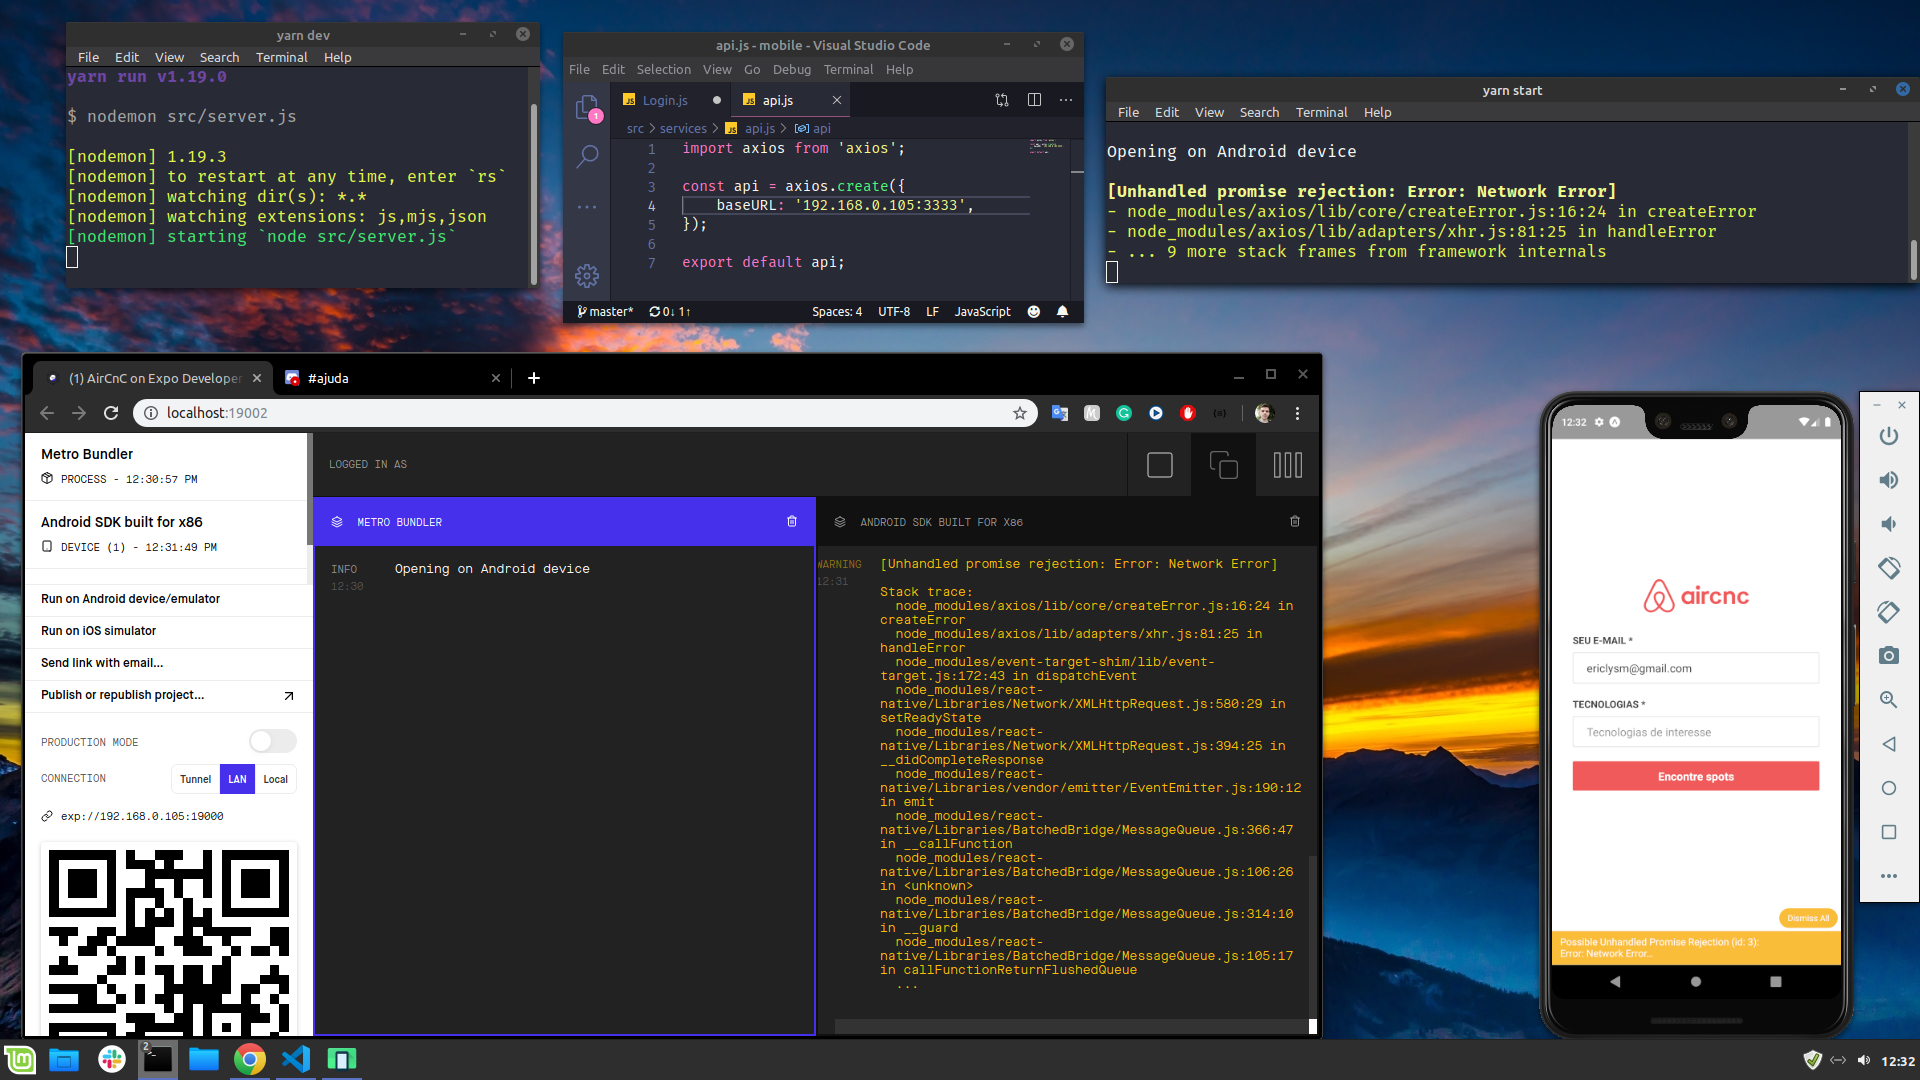 yarn dev
File Edit View Search Terminal Help
yarn run v1.19.0
$ nodemon src/server.js
[nodemon] 1.19.3
[nodemon] to restart at any time, enter `rs`
[nodemon] watching dir(s): *.*
[nodemon] watching extensions: js,mjs,json
[nodemon] starting `node src/server.js`
api.js - mobile - Visual Studio Code
File Edit Selection View Go Debug Terminal Help
1
JS Login.js
JS api.js
src > services > JS api.js > api
1 import axios from 'axios';
2
3 const api = axios.create({
4 baseURL: '192.168.0.105:3333',
5 });
6
7 export default api;
master* 0↓ 1↑ Spaces: 4 UTF-8 LF JavaScript
yarn start
File Edit View Search Terminal Help
Opening on Android device
[Unhandled promise rejection: Error: Network Error]
- node_modules/axios/lib/core/createError.js:16:24 in createError
- node_modules/axios/lib/adapters/xhr.js:81:25 in handleError
- ... 9 more stack frames from framework internals
(1) AirCnC on Expo Developer
#ajuda
localhost:19002
Metro Bundler
PROCESS - 12:30:57 PM
Android SDK built for x86
DEVICE (1) - 12:31:49 PM
Run on Android device/emulator
Run on iOS simulator
Send link with email...
Publish or republish project...
PRODUCTION MODE
CONNECTION Tunnel LAN Local
exp://192.168.0.105:19000
LOGGED IN AS
METRO BUNDLER
INFO Opening on Android device
12:30
ANDROID SDK BUILT FOR X86
WARNING [Unhandled promise rejection: Error: Network Error]
12:31
Stack trace:
node_modules/axios/lib/core/createError.js:16:24 in
createError
node_modules/axios/lib/adapters/xhr.js:81:25 in
handleError
node_modules/event-target-shim/lib/event-
target.js:172:43 in dispatchEvent
node_modules/react-
native/Libraries/Network/XMLHttpRequest.js:580:29 in
setReadyState
node_modules/react-
native/Libraries/Network/XMLHttpRequest.js:394:25 in
__didCompleteResponse
node_modules/react-
native/Libraries/vendor/emitter/EventEmitter.js:190:12
in emit
node_modules/react-
native/Libraries/BatchedBridge/MessageQueue.js:366:47
in __callFunction
node_modules/react-
native/Libraries/BatchedBridge/MessageQueue.js:106:26
in <unknown>
node_modules/react-
native/Libraries/BatchedBridge/MessageQueue.js:314:10
in __guard
node_modules/react-
native/Libraries/BatchedBridge/MessageQueue.js:105:17
in callFunctionReturnFlushedQueue
...
12:32
aircnc
SEU E-MAIL *
ericlysm@gmail.com
TECNOLOGIAS *
Tecnologias de interesse
Encontre spots
Dismiss All
Possible Unhandled Promise Rejection (id: 3):
Error: Network Error...
2
12:32